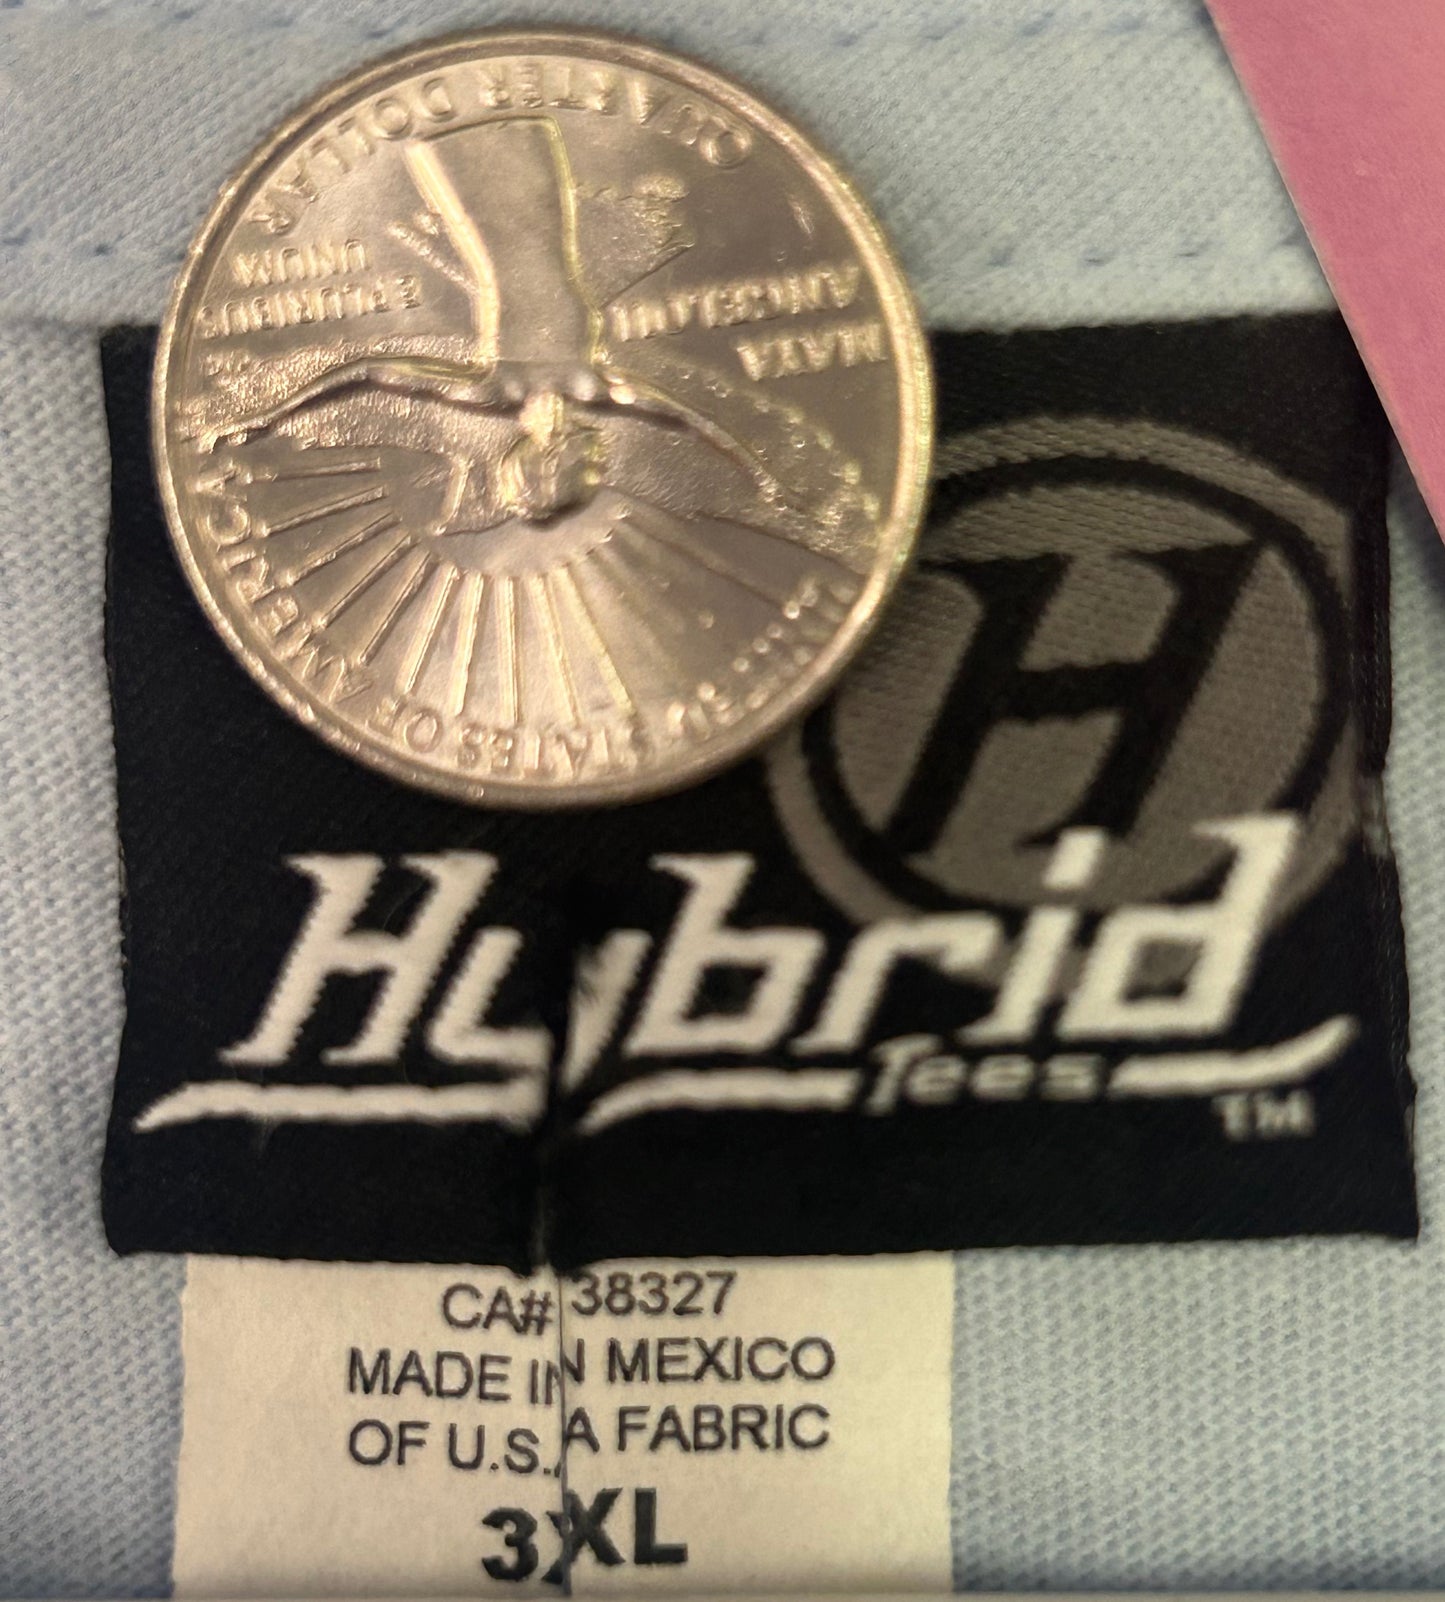 QUARTER DOLLAR
E PLURIBUS
UNUM
MAYA
ANGELOU
UNITED STATES OF AMERICA
H
Hybrid
Tees
TM
CA# 38327
MADE IN MEXICO
OF U.S.A FABRIC
3XL